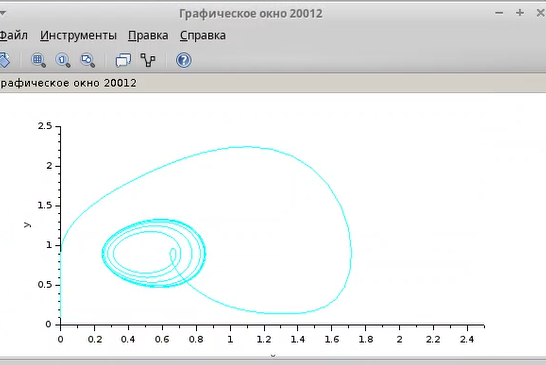 Графическое окно 20012
Файл Инструменты Правка Справка
рафическое окно 20012
2.5
2
y
1.5
1
0.5
0
0 0.2 0.4 0.6 0.8 1 1.2 1.4 1.6 1.8 2 2.2 2.4